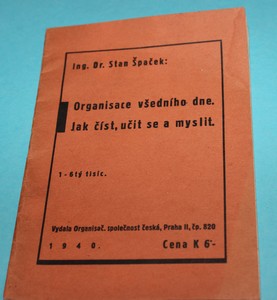 Ing. Dr. Stan Špaček:
Organisace všedního dne.
Jak číst, učit se a myslit.
1-6tý tisíc.
Vydala Organisač. společnost česká, Praha II, čp. 820
1940.
Cena K 6·-